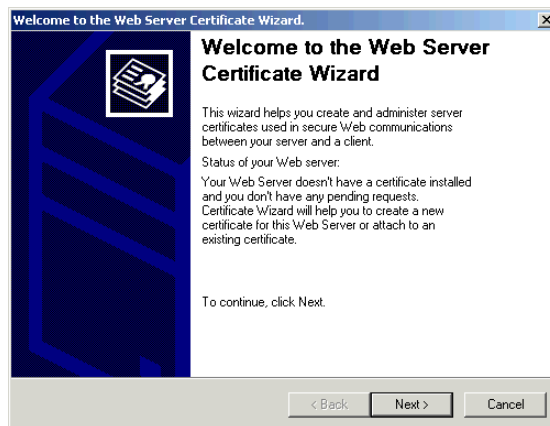 Welcome to the Web Server Certificate Wizard.
Welcome to the Web Server
Certificate Wizard
This wizard helps you create and administer server
certificates used in secure Web communications
between your server and a client.
Status of your Web server:
Your Web Server doesn't have a certificate installed
and you don't have any pending requests.
Certificate Wizard will help you to create a new
certificate for this Web Server or attach to an
existing certificate.
To continue, click Next.
< Back Next > Cancel